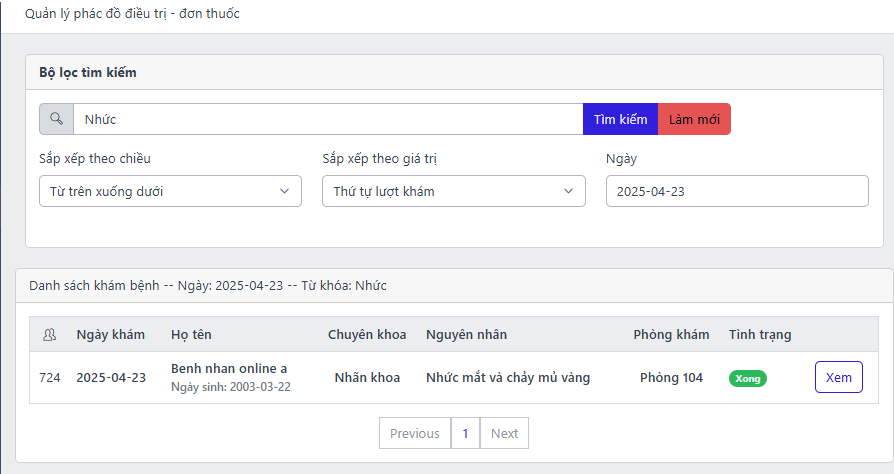 Quản lý phác đồ điều trị - đơn thuốc
Bộ lọc tìm kiếm
Nhức Tìm kiếm Làm mới
Sắp xếp theo chiều Sắp xếp theo giá trị Ngày
Từ trên xuống dưới Thứ tự lượt khám 2025-04-23
Danh sách khám bệnh -- Ngày: 2025-04-23 -- Từ khóa: Nhức
Ngày khám Họ tên Chuyên khoa Nguyên nhân Phòng khám Tình trạng
724 2025-04-23 Benh nhan online a Nhãn khoa Nhức mắt và chảy mủ vàng Phòng 104 Xong Xem
Ngày sinh: 2003-03-22
Previous 1 Next